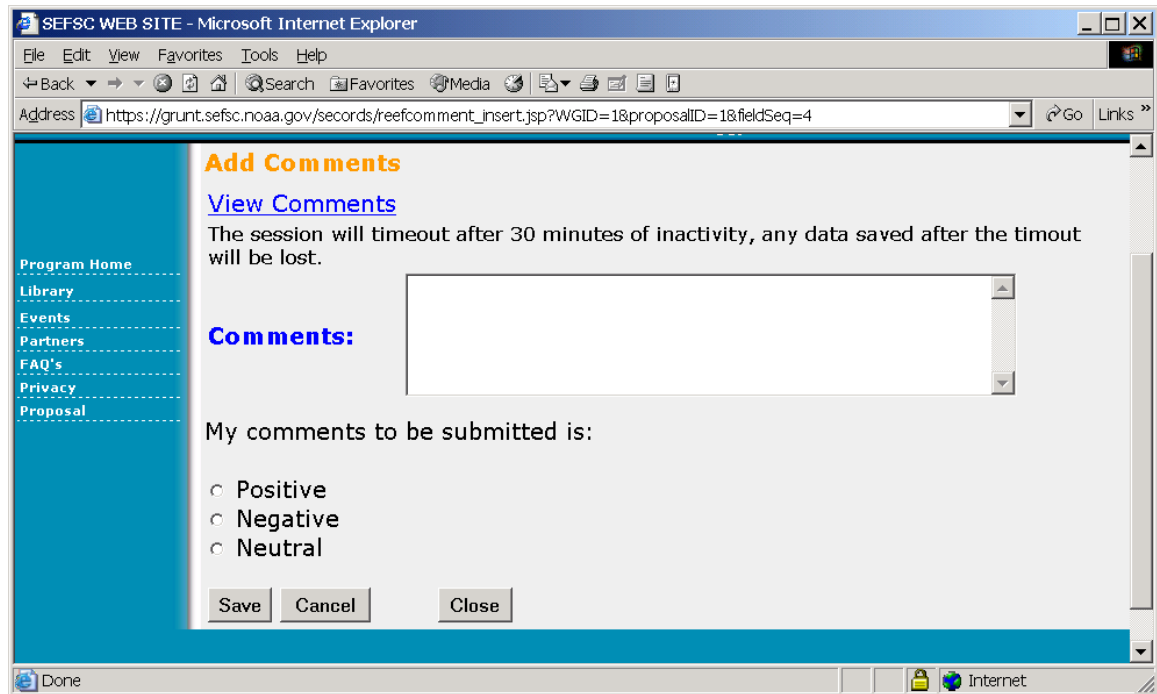 SEFSC WEB SITE - Microsoft Internet Explorer
File Edit View Favorites Tools Help
Back Search Favorites Media
Address https://grunt.sefsc.noaa.gov/secords/reefcomment_insert.jsp?WGID=1&proposalID=1&fieldSeq=4 Go Links »
Add Comments
View Comments
The session will timeout after 30 minutes of inactivity, any data saved after the timout
will be lost.
Program Home
Library
Events
Partners
FAQ's
Privacy
Proposal
Comments:
My comments to be submitted is:
Positive
Negative
Neutral
Save Cancel Close
Done Internet